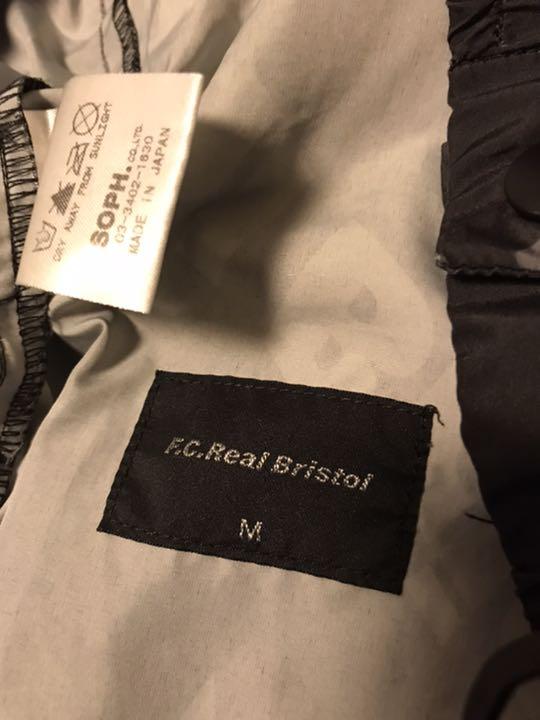 DRY AWAY FROM SUNLIGHT
SOPH. CO.,LTD.
03-3402-1830
MADE IN JAPAN
F.C.Real Bristol
M